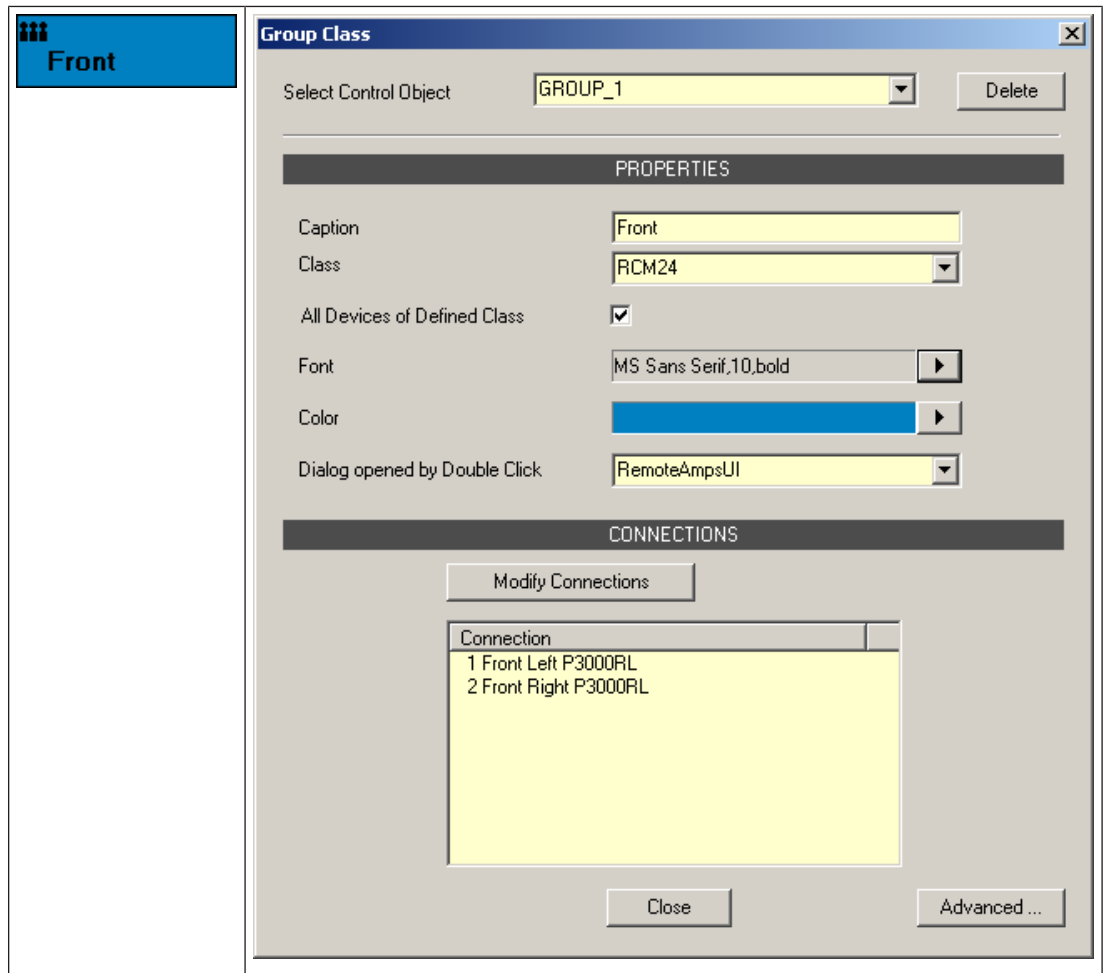 Front
Group Class
Select Control Object GROUP_1 Delete
PROPERTIES
Caption Front
Class RCM24
All Devices of Defined Class
Font MS Sans Serif,10,bold
Color
Dialog opened by Double Click RemoteAmpsUI
CONNECTIONS
Modify Connections
Connection
1 Front Left P3000RL
2 Front Right P3000RL
Close Advanced ...